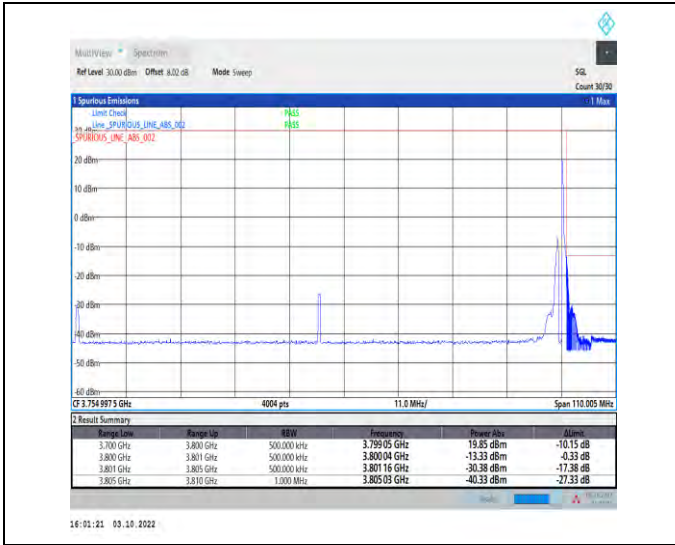 MultiView Spectrum
Ref Level 30.00 dBm Offset 8.02 dB Mode Sweep SGL
Count 30/30
1 Spurious Emissions 1 Max
Limit Check PASS
Line _SPURIOUS_LINE_ABS_002 PASS
30 dBm
_SPURIOUS_LINE_ABS_002
20 dBm
10 dBm
0 dBm
-10 dBm
-20 dBm
-30 dBm
-40 dBm
-50 dBm
-60 dBm
CF 3.754 997 5 GHz 4004 pts 11.0 MHz/ Span 110.005 MHz
2 Result Summary
Range Low Range Up RBW Frequency Power Abs ΔLimit
3.700 GHz 3.800 GHz 500.000 kHz 3.799 05 GHz 19.85 dBm -10.15 dB
3.800 GHz 3.801 GHz 500.000 kHz 3.800 04 GHz -13.33 dBm -0.33 dB
3.801 GHz 3.805 GHz 500.000 kHz 3.801 16 GHz -30.38 dBm -17.38 dB
3.805 GHz 3.810 GHz 1.000 MHz 3.805 03 GHz -40.33 dBm -27.33 dB
16:01:21 03.10.2022